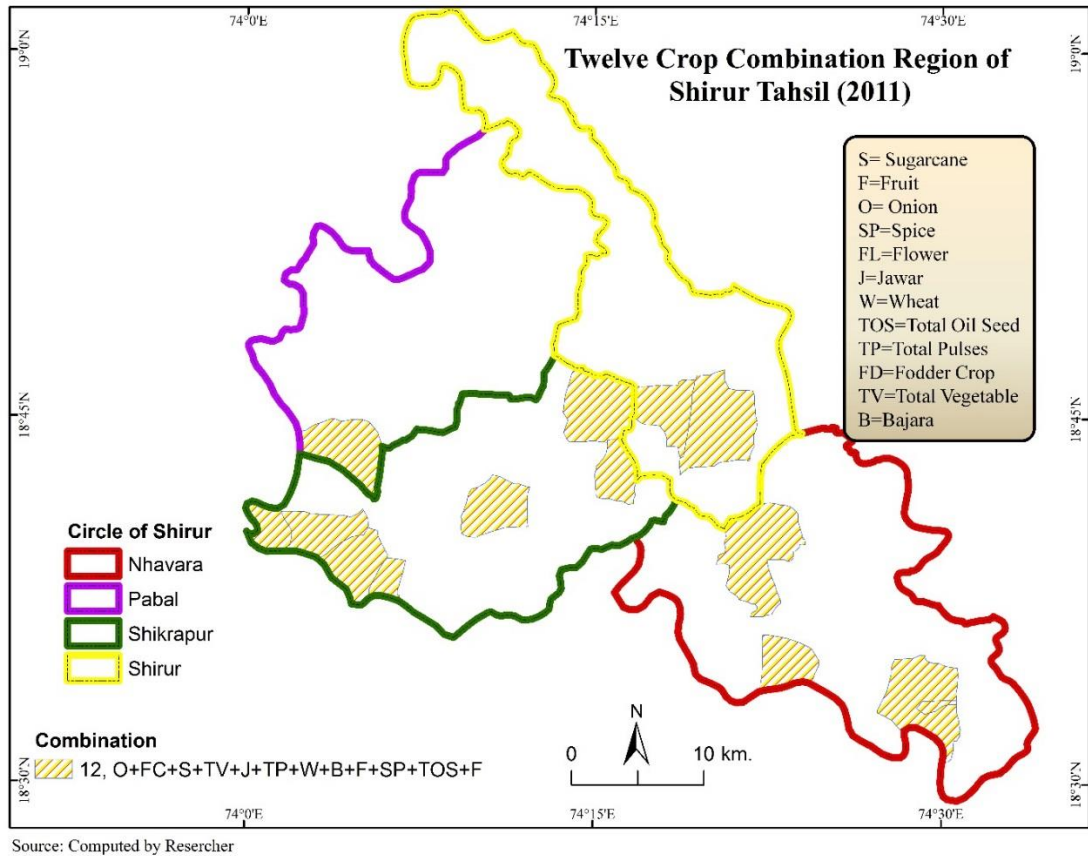 74°0'E
74°15'E
74°30'E
19°0'N
19°0'N
Twelve Crop Combination Region of
Shirur Tahsil (2011)
S= Sugarcane
F=Fruit
O= Onion
SP=Spice
FL=Flower
J=Jawar
W=Wheat
TOS=Total Oil Seed
TP=Total Pulses
FD=Fodder Crop
TV=Total Vegetable
B=Bajara
18°45'N
18°45'N
Circle of Shirur
Nhavara
Pabal
Shikrapur
Shirur
Combination
12, O+FC+S+TV+J+TP+W+B+F+SP+TOS+F
N
0 10 km.
18°30'N
18°30'N
74°0'E
74°15'E
74°30'E
Source: Computed by Resercher